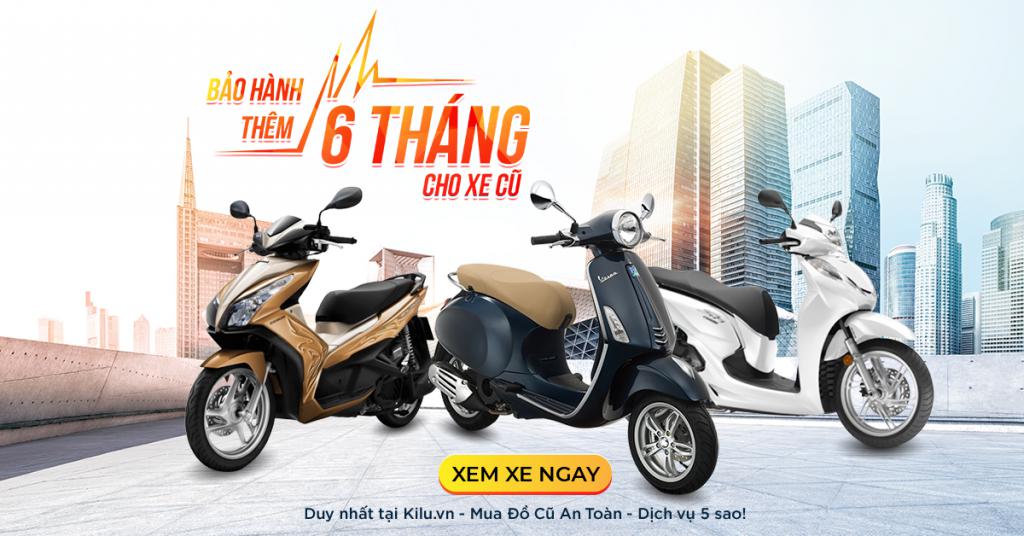 BẢO HÀNH
THÊM
6 THÁNG
CHO XE CŨ
Vespa
XEM XE NGAY
Duy nhất tại Kilu.vn - Mua Đồ Cũ An Toàn - Dịch vụ 5 sao!